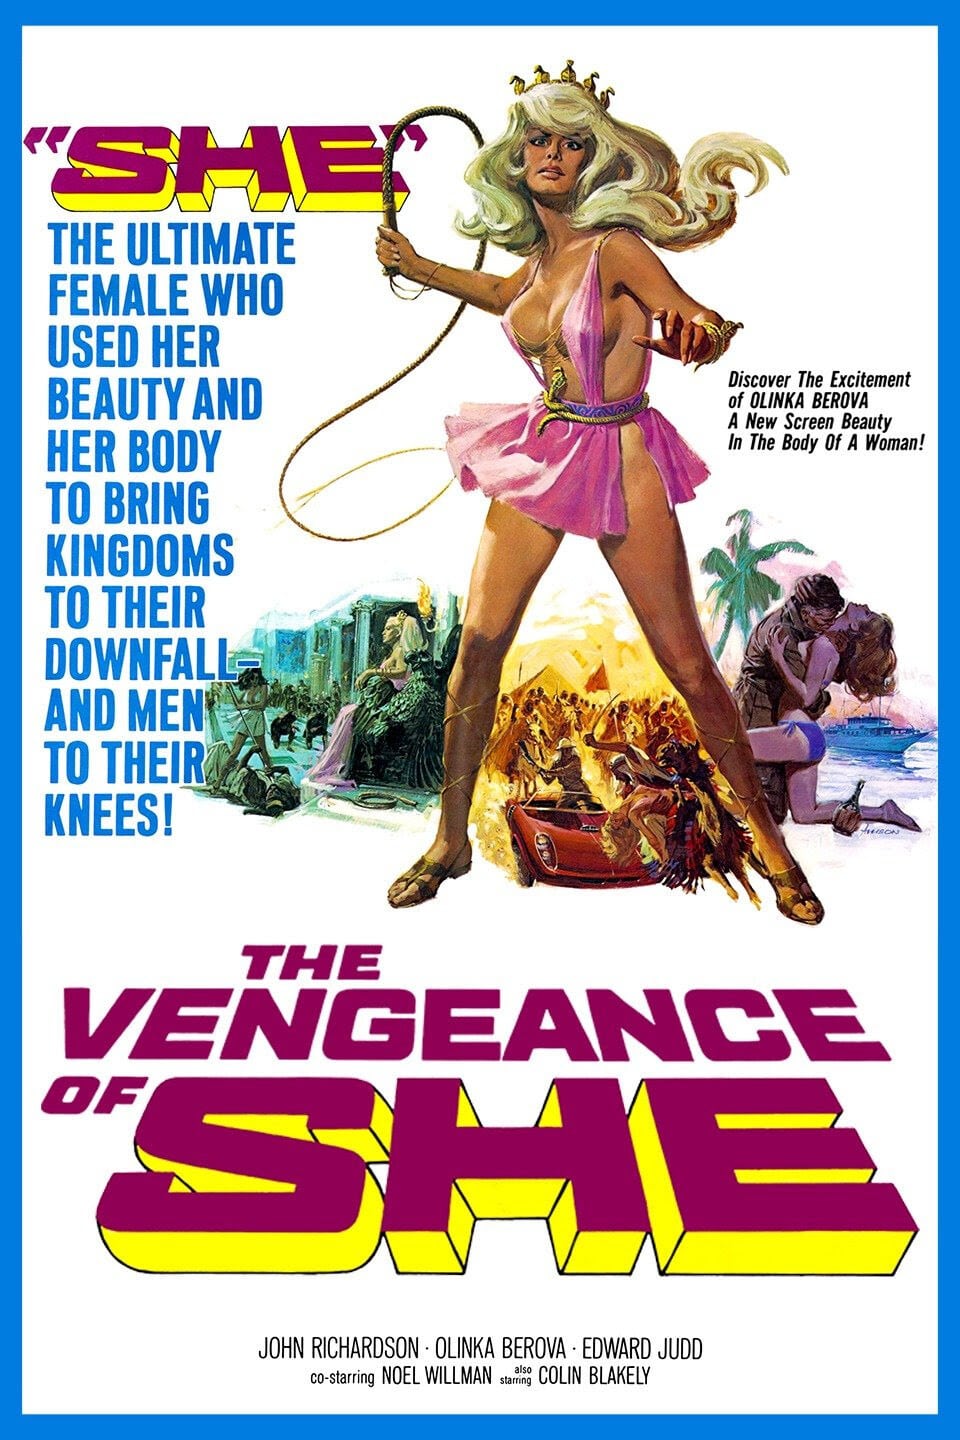 "SHE"
THE ULTIMATE
FEMALE WHO
USED HER
BEAUTY AND
HER BODY
TO BRING
KINGDOMS
TO THEIR
DOWNFALL–
AND MEN
TO THEIR
KNEES!
Discover The Excitement
of OLINKA BEROVA
A New Screen Beauty
In The Body Of A Woman!
THE
VENGEANCE
OF SHE
JOHN RICHARDSON · OLINKA BEROVA · EDWARD JUDD
co-starring NOEL WILLMAN also starring COLIN BLAKELY